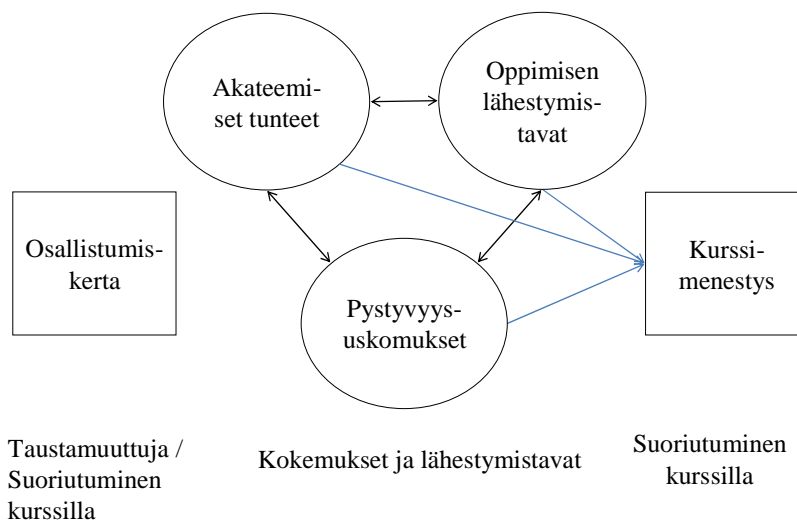 Akateemi-
set tunteet
Oppimisen
lähestymis-
tavat
Osallistumis-
kerta
Pystyvyys-
uskomukset
Kurssi-
menestys
Taustamuuttuja /
Suoriutuminen
kurssilla
Kokemukset ja lähestymistavat
Suoriutuminen
kurssilla